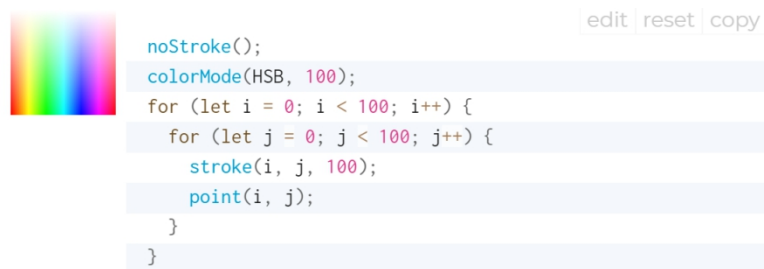 edit reset copy
noStroke();
colorMode(HSB, 100);
for (let i = 0; i < 100; i++) {
  for (let j = 0; j < 100; j++) {
    stroke(i, j, 100);
    point(i, j);
  }
}